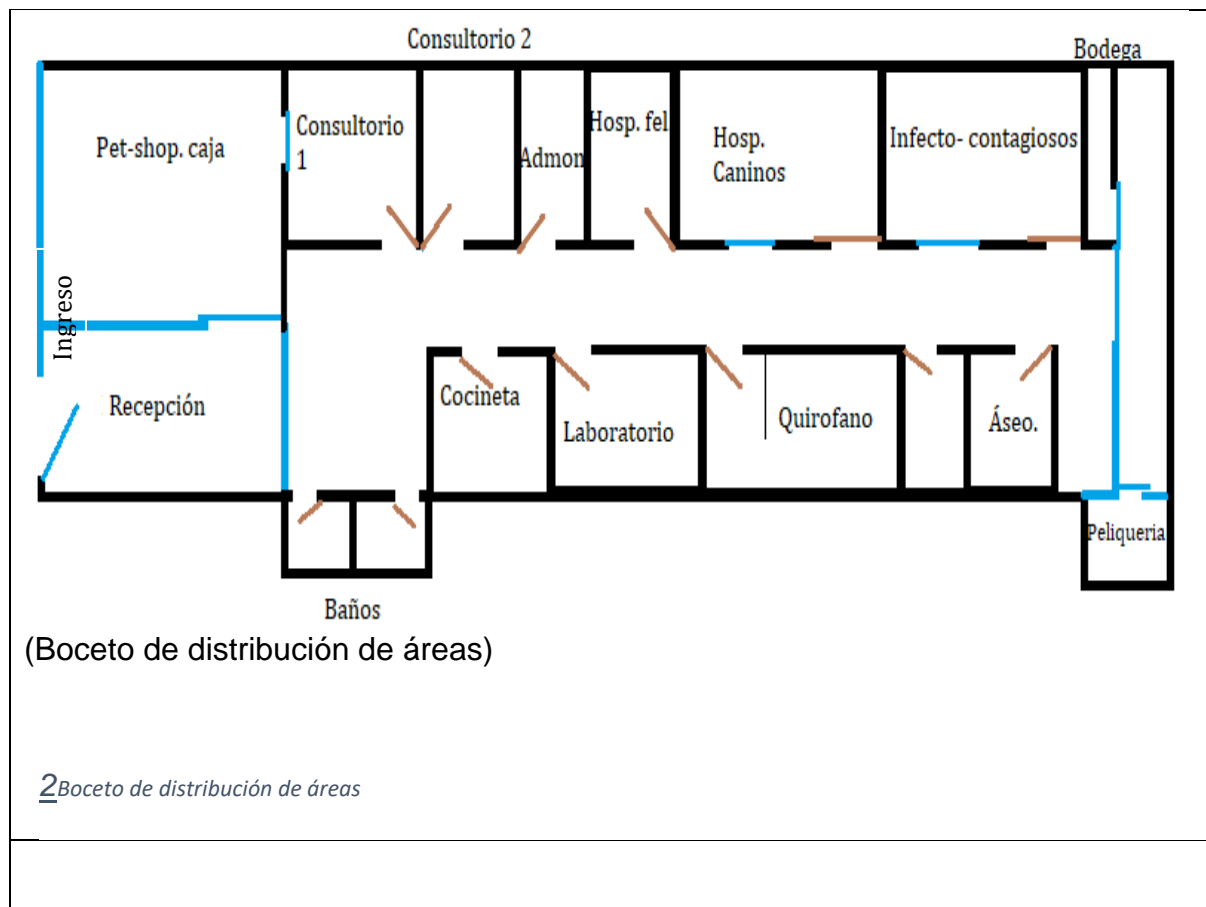 Consultorio 2
Bodega
Pet-shop. caja
Consultorio
1
Admon
Hosp. fel
Hosp.
Caninos
Infecto- contagiosos
Ingreso
Recepción
Cocineta
Laboratorio
Quirofano
Áseo.
Peliqueria
Baños
(Boceto de distribución de áreas)
2Boceto de distribución de áreas